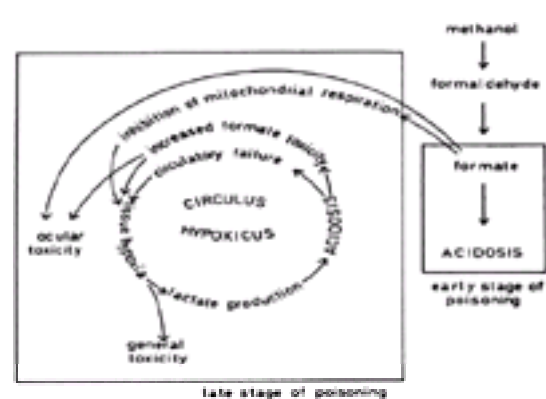 methanol
formaldehyde
formate
ACIDOSIS
early stage of
poisoning
inhibition of mitochondrial respiration
increased formate toxicity
circulatory failure
CIRCULUS
HYPOXICUS
ACIDOSIS
tissue hypoxia
lactate production
ocular
toxicity
general
toxicity
late stage of poisoning